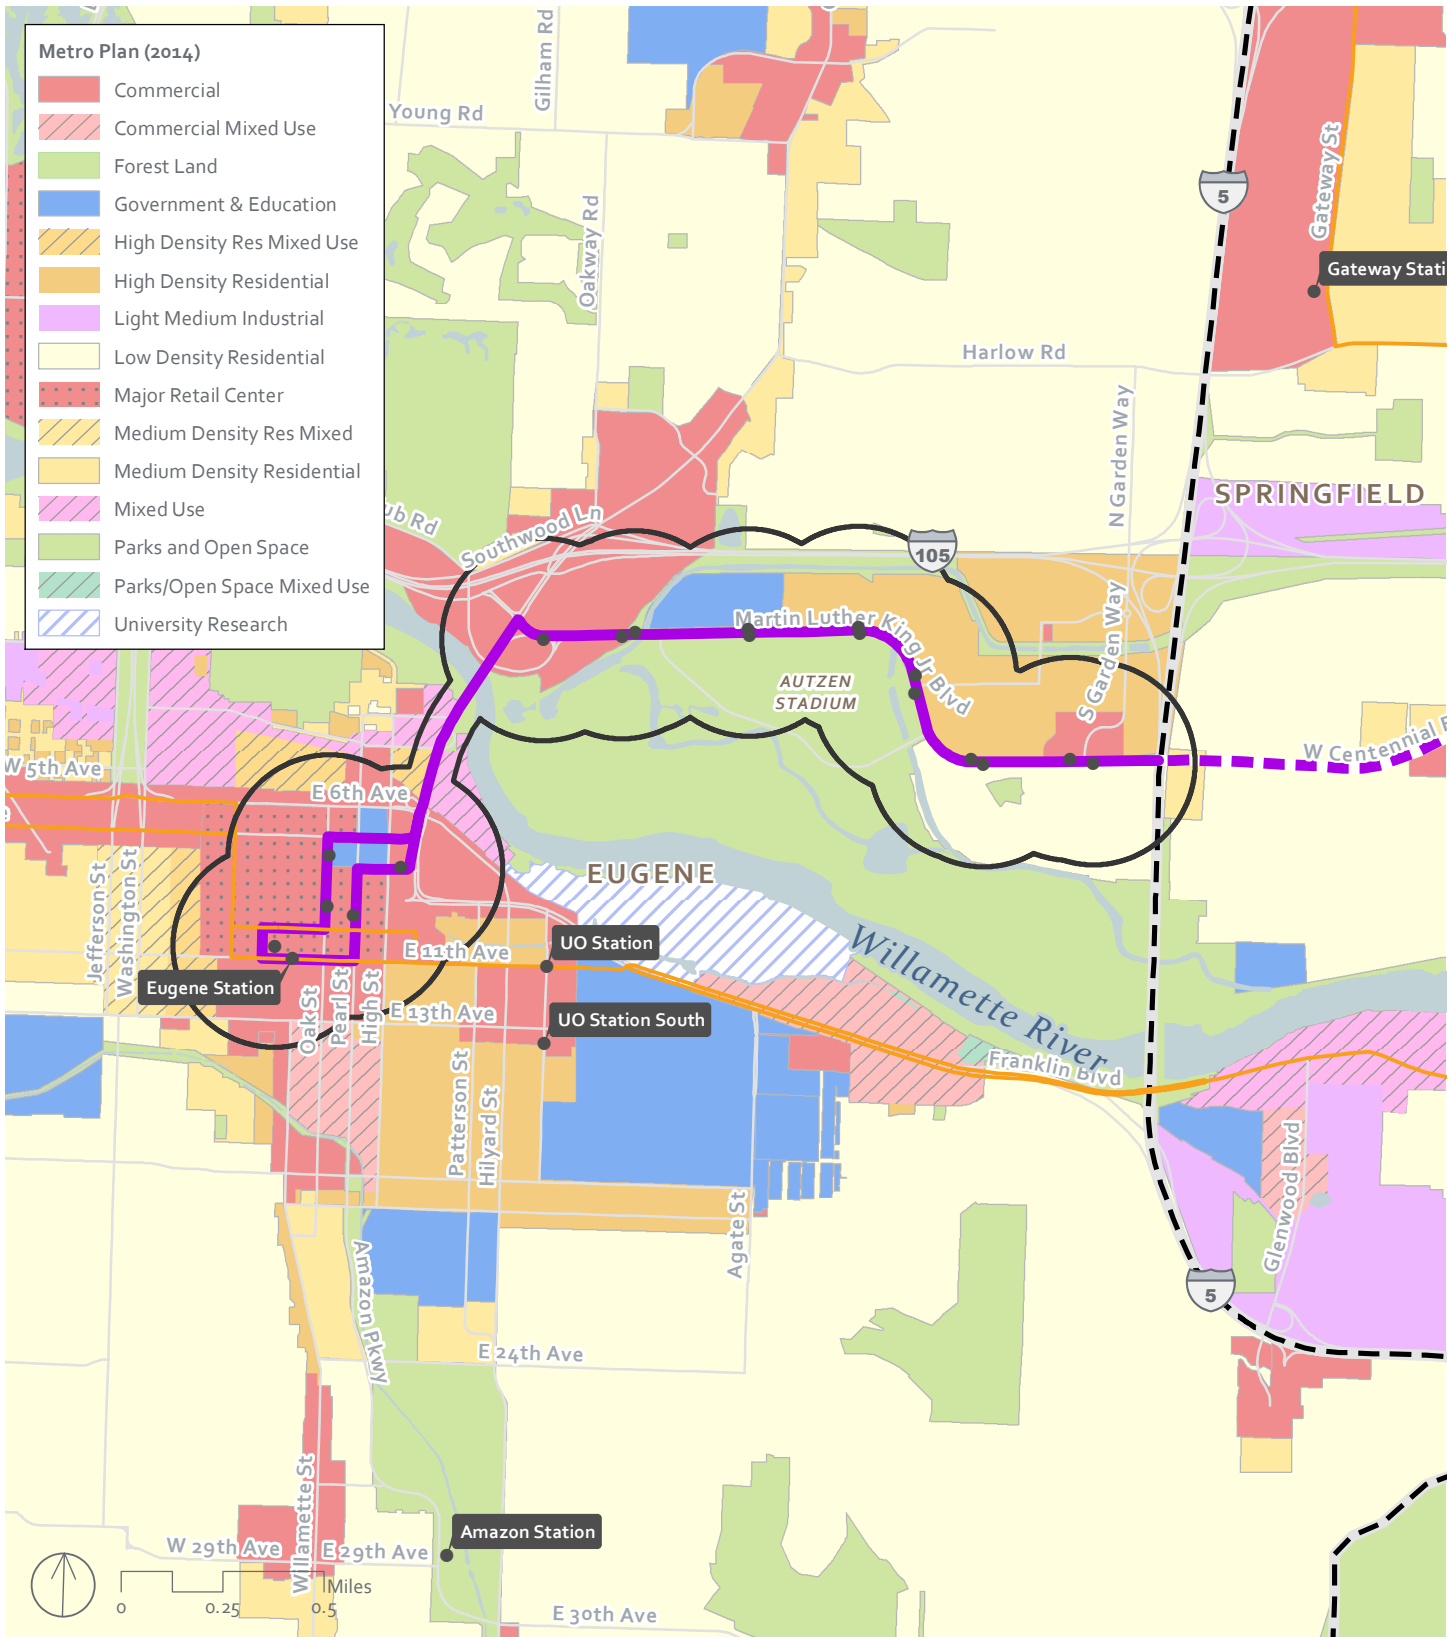 Metro Plan (2014)
Commercial
Commercial Mixed Use
Forest Land
Government & Education
High Density Res Mixed Use
High Density Residential
Light Medium Industrial
Low Density Residential
Major Retail Center
Medium Density Res Mixed
Medium Density Residential
Mixed Use
Parks and Open Space
Parks/Open Space Mixed Use
University Research
Young Rd
Gilham Rd
Oakway Rd
5
Gateway St
Gateway Stati
Harlow Rd
N Garden Way
SPRINGFIELD
ub Rd
Southwood Ln
105
Martin Luther King Jr Blvd
S Garden Way
AUTZEN
STADIUM
W Centennial B
W 5th Ave
E 6th Ave
EUGENE
Jefferson St
Washington St
UO Station
E 11th Ave
Eugene Station
Willamette River
Oak St
Pearl St
High St
E 13th Ave
UO Station South
Franklin Blvd
Patterson St
Hilyard St
Agate St
Glenwood Blvd
Amazon Pkwy
5
E 24th Ave
Willamette St
Amazon Station
W 29th Ave
E 29th Ave
Miles
0
0.25
0.5
E 30th Ave